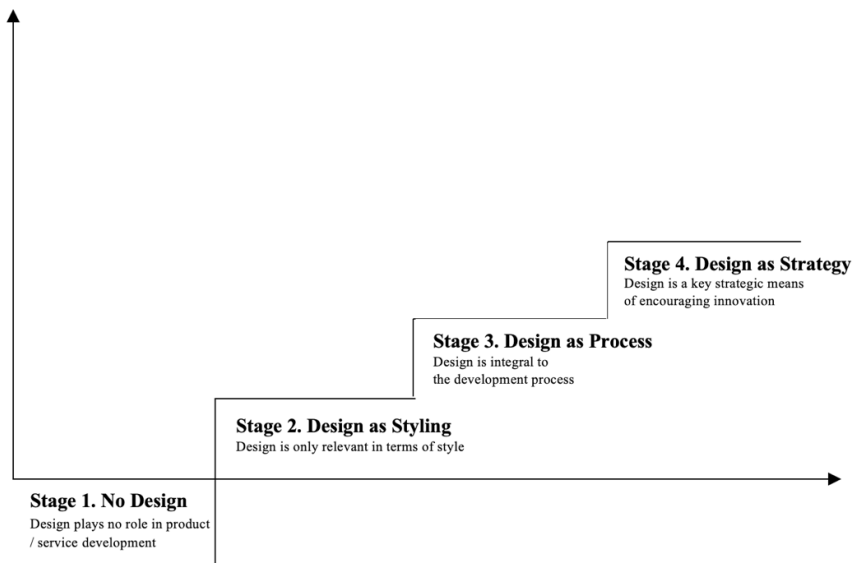 Stage 4. Design as Strategy
Design is a key strategic means
of encouraging innovation
Stage 3. Design as Process
Design is integral to
the development process
Stage 2. Design as Styling
Design is only relevant in terms of style
Stage 1. No Design
Design plays no role in product
/ service development